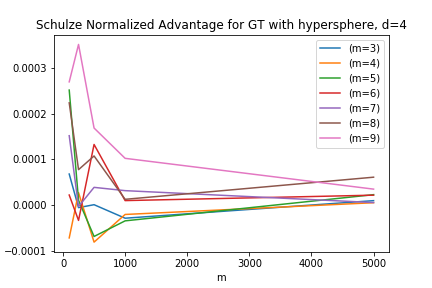 Schulze Normalized Advantage for GT with hypersphere, d=4
0.0003
0.0002
0.0001
0.0000
−0.0001
(m=3)
(m=4)
(m=5)
(m=6)
(m=7)
(m=8)
(m=9)
0 1000 2000 3000 4000 5000
m